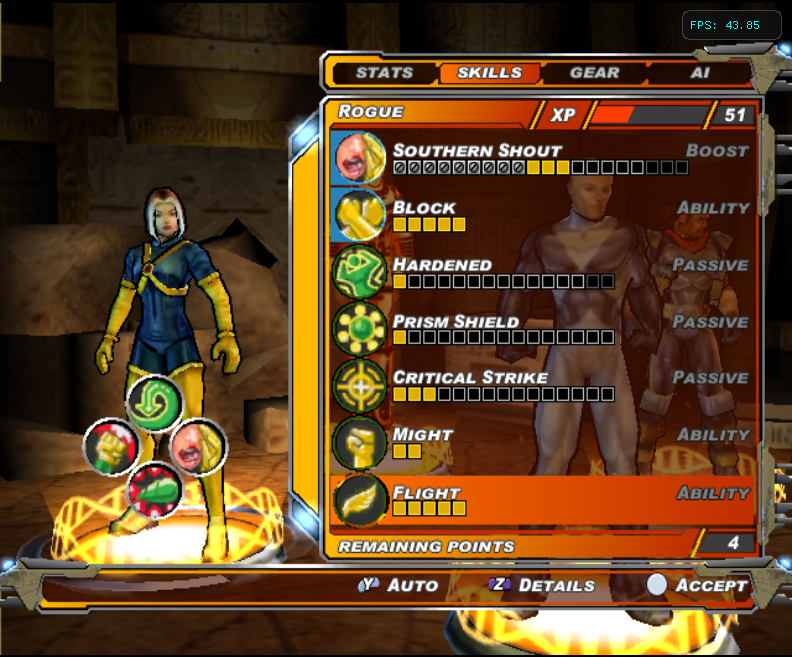 FPS: 43.85
STATS SKILLS GEAR AI
ROGUE XP 51
SOUTHERN SHOUT BOOST
BLOCK ABILITY
HARDENED PASSIVE
PRISM SHIELD PASSIVE
CRITICAL STRIKE PASSIVE
MIGHT ABILITY
FLIGHT ABILITY
REMAINING POINTS 4
Y AUTO Z DETAILS ACCEPT